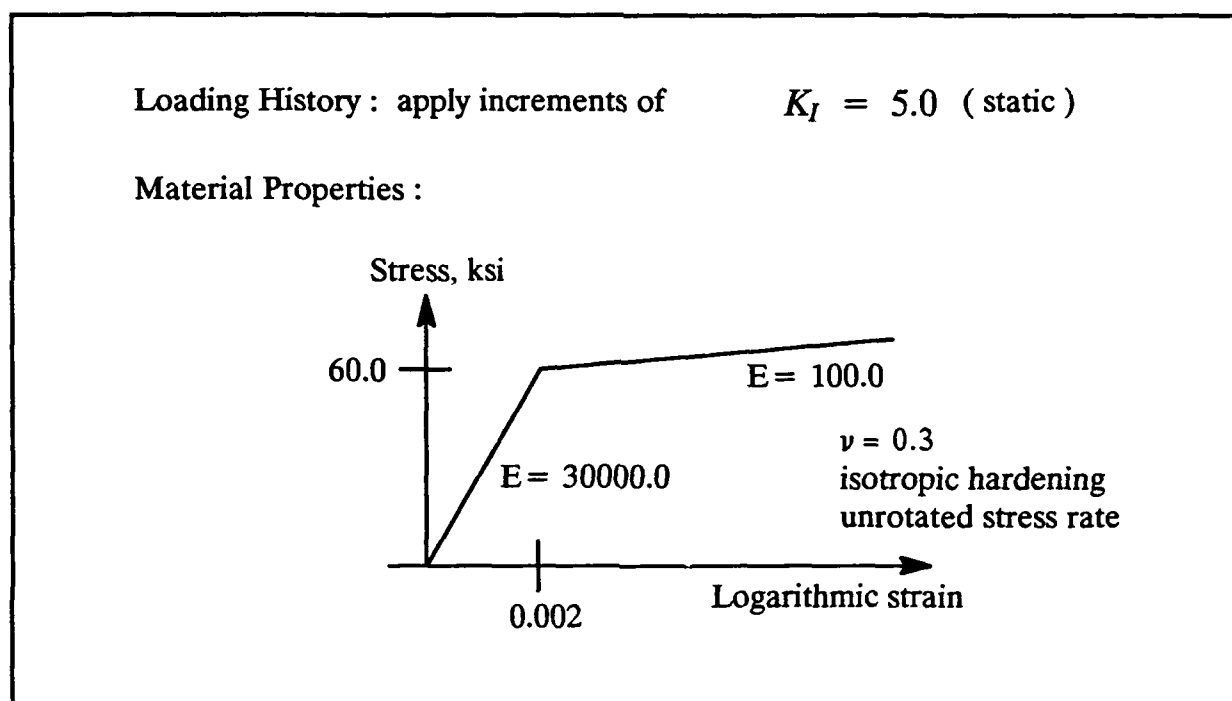 Loading History : apply increments of K_I = 5.0 ( static )
Material Properties :
Stress, ksi
60.0
E = 100.0
ν = 0.3
E = 30000.0
isotropic hardening
unrotated stress rate
Logarithmic strain
0.002